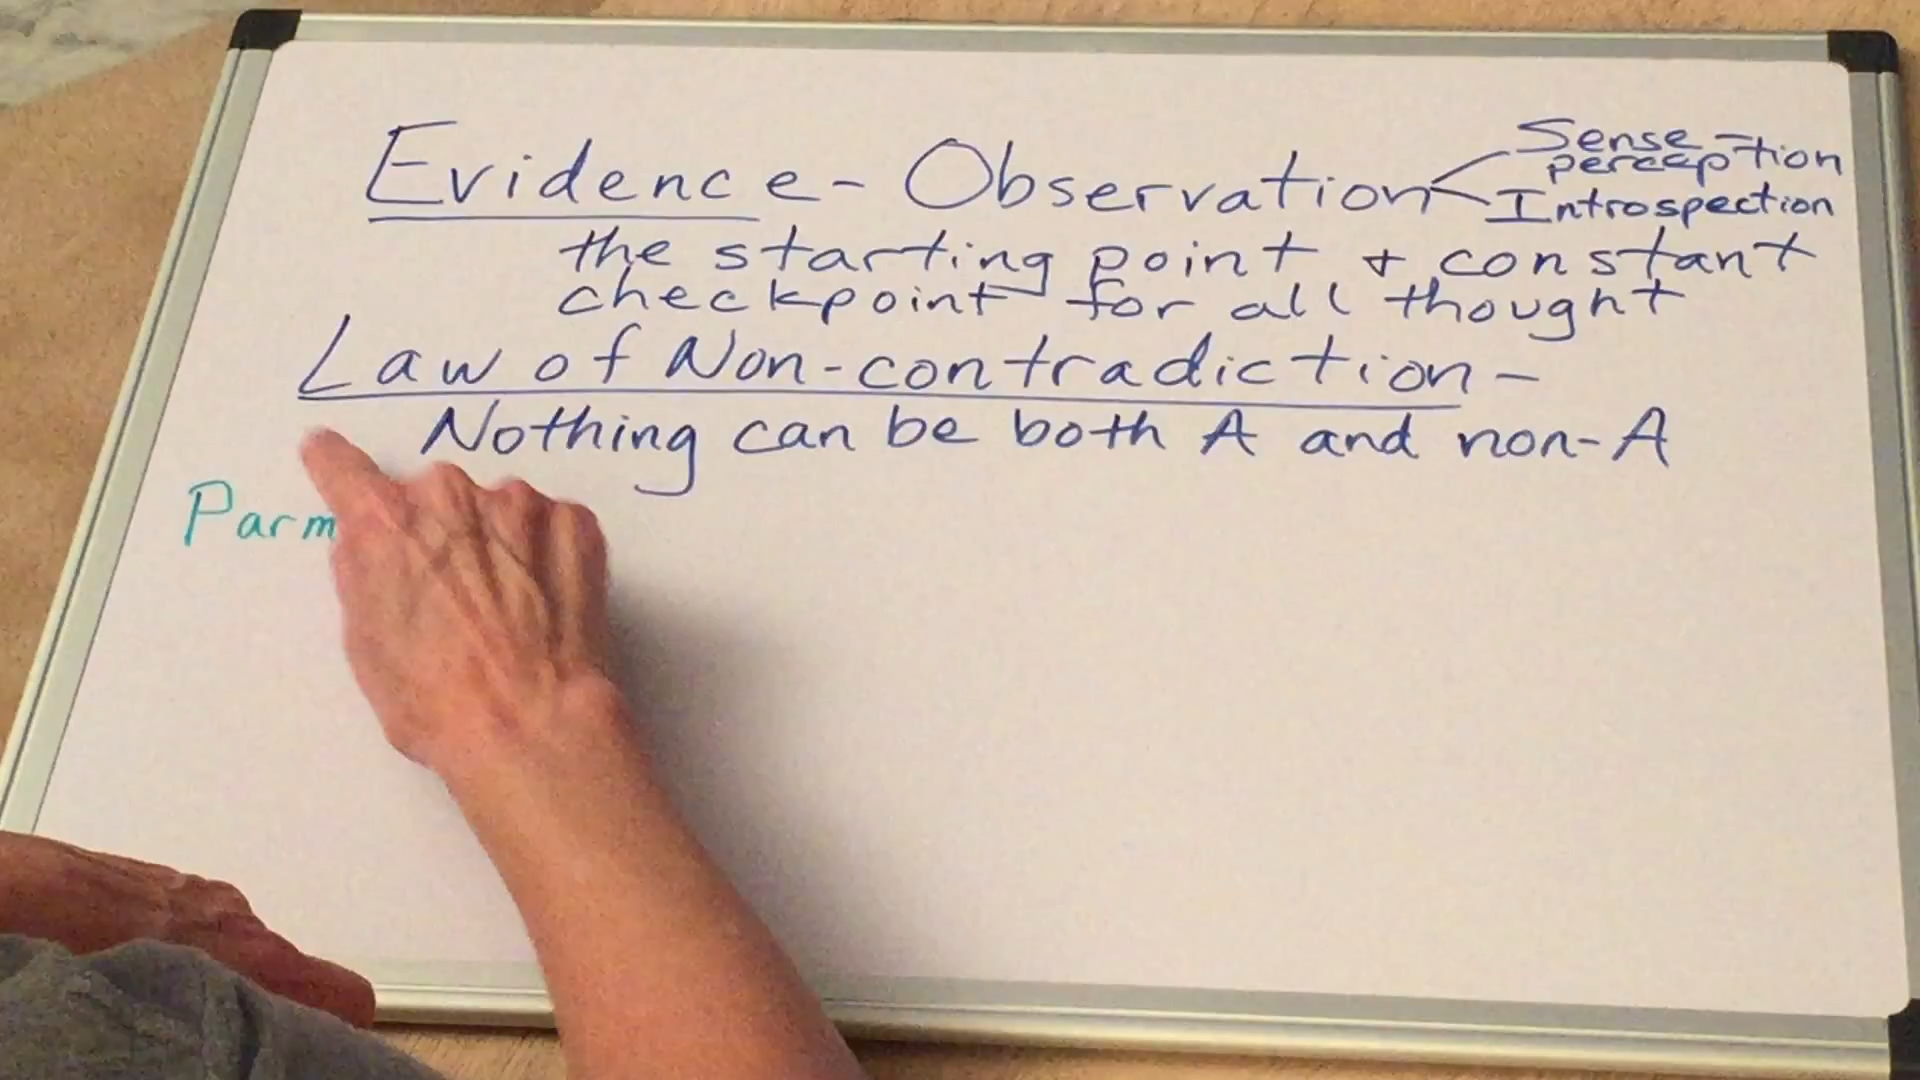 Evidence - Observation
Sense perception
Introspection
the starting point + constant
checkpoint for all thought
Law of Non-contradiction -
Nothing can be both A and non-A
Parm